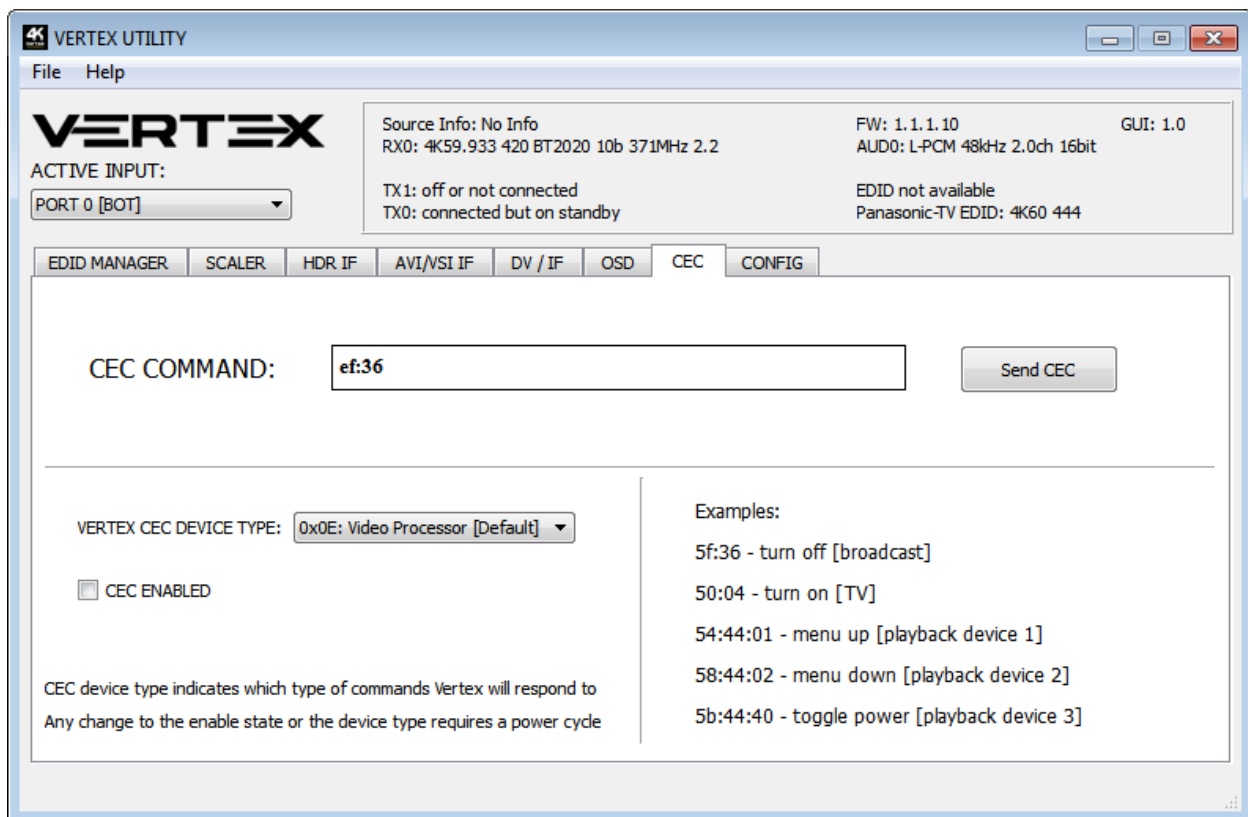 4K
VERTEX UTILITY
File Help
VERTEX
ACTIVE INPUT:
PORT 0 [BOT]
Source Info: No Info
RX0: 4K59.933 420 BT2020 10b 371MHz 2.2
TX1: off or not connected
TX0: connected but on standby
FW: 1.1.1.10
GUI: 1.0
AUD0: L-PCM 48kHz 2.0ch 16bit
EDID not available
Panasonic-TV EDID: 4K60 444
EDID MANAGER SCALER HDR IF AVI/VSI IF DV / IF OSD CEC CONFIG
CEC COMMAND: ef:36 Send CEC
VERTEX CEC DEVICE TYPE: 0x0E: Video Processor [Default]
CEC ENABLED
CEC device type indicates which type of commands Vertex will respond to
Any change to the enable state or the device type requires a power cycle
Examples:
5f:36 - turn off [broadcast]
50:04 - turn on [TV]
54:44:01 - menu up [playback device 1]
58:44:02 - menu down [playback device 2]
5b:44:40 - toggle power [playback device 3]